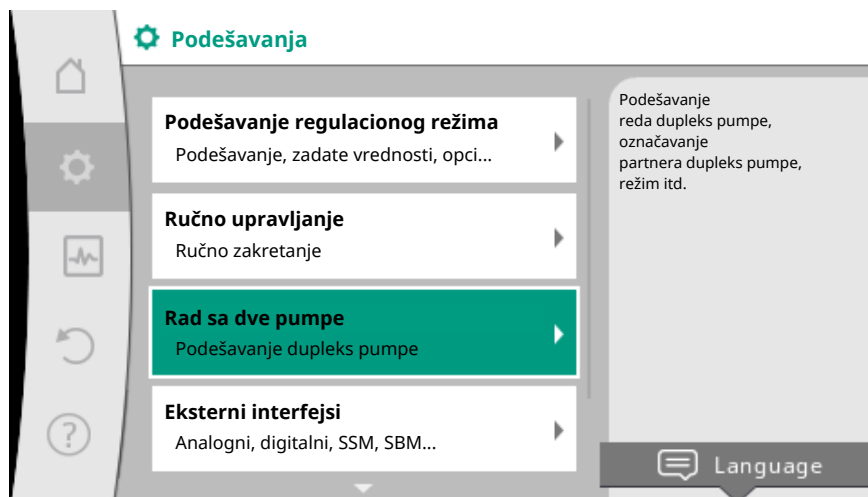 Podešavanja
Podešavanje regulacionog režima
Podešavanje, zadate vrednosti, opci...
Ručno upravljanje
Ručno zakretanje
Rad sa dve pumpe
Podešavanje dupleks pumpe
Eksterni interfejsi
Analogni, digitalni, SSM, SBM...
Podešavanje
reda dupleks pumpe,
označavanje
partnera dupleks pumpe,
režim itd.
Language